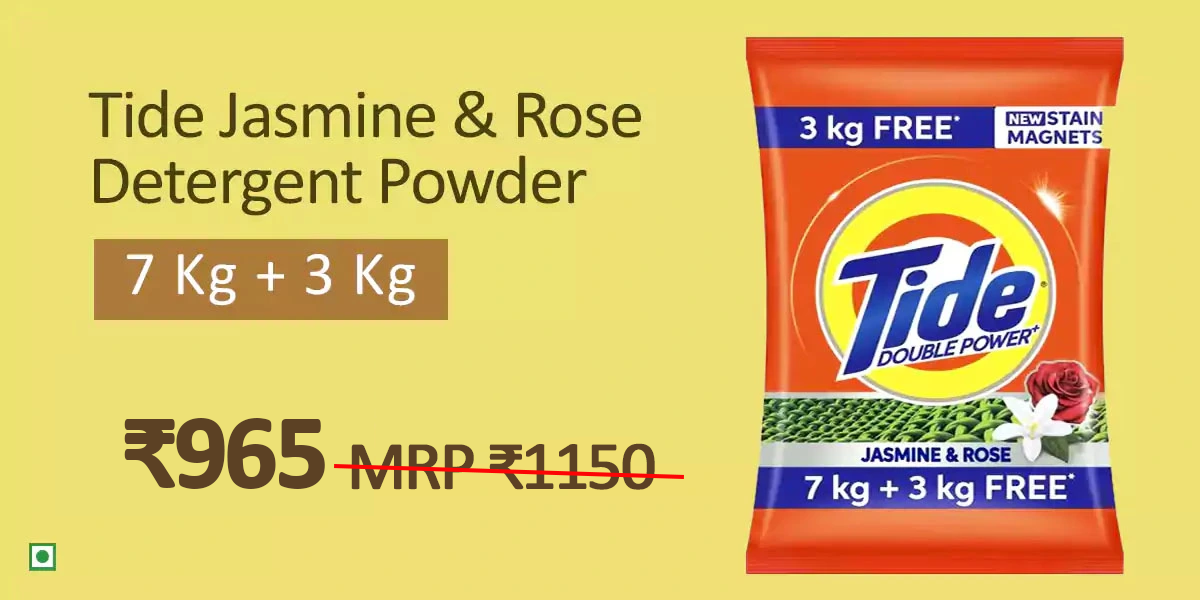 Tide Jasmine & Rose
Detergent Powder
7 Kg + 3 Kg
₹965 MRP ₹1150
3 kg FREE*
NEW STAIN
MAGNETS
Tide®
DOUBLE POWER+
JASMINE & ROSE
7 kg + 3 kg FREE*